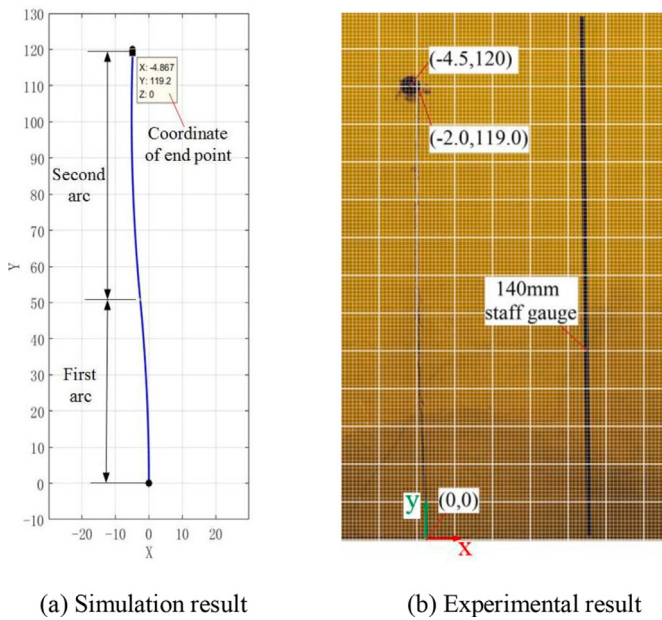 130
120
110
100
90
80
70
60
50
40
30
20
10
0
-10
Y
X: -4.867
Y: 119.2
Z: 0
Coordinate
of end point
Second
arc
First
arc
-20 -10 0 10 20
X
(-4.5,120)
(-2.0,119.0)
140mm
staff gauge
(0,0)
y
x
(a) Simulation result
(b) Experimental result